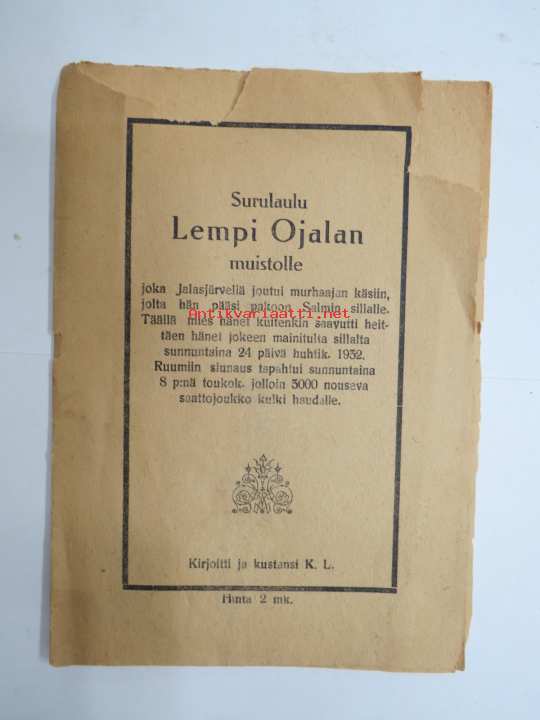 Surulaulu
Lempi Ojalan
muistolle
joka Jalasjärvellä joutui murhaajan käsiin,
jolta hän pääsi pakoon Salmin sillalle.
Antikvariaatti.net
Täällä mies hänet kuitenkin saavutti heit-
täen hänet jokeen mainitulta sillalta
sunnuntaina 24 päivä huhtik. 1932.
Ruumiin siunaus tapahtui sunnuntaina
8 p:nä toukok. jolloin 3000 nouseva
saattojoukko kulki haudalle.
Kirjoitti ja kustansi K. L.
Hinta 2 mk.